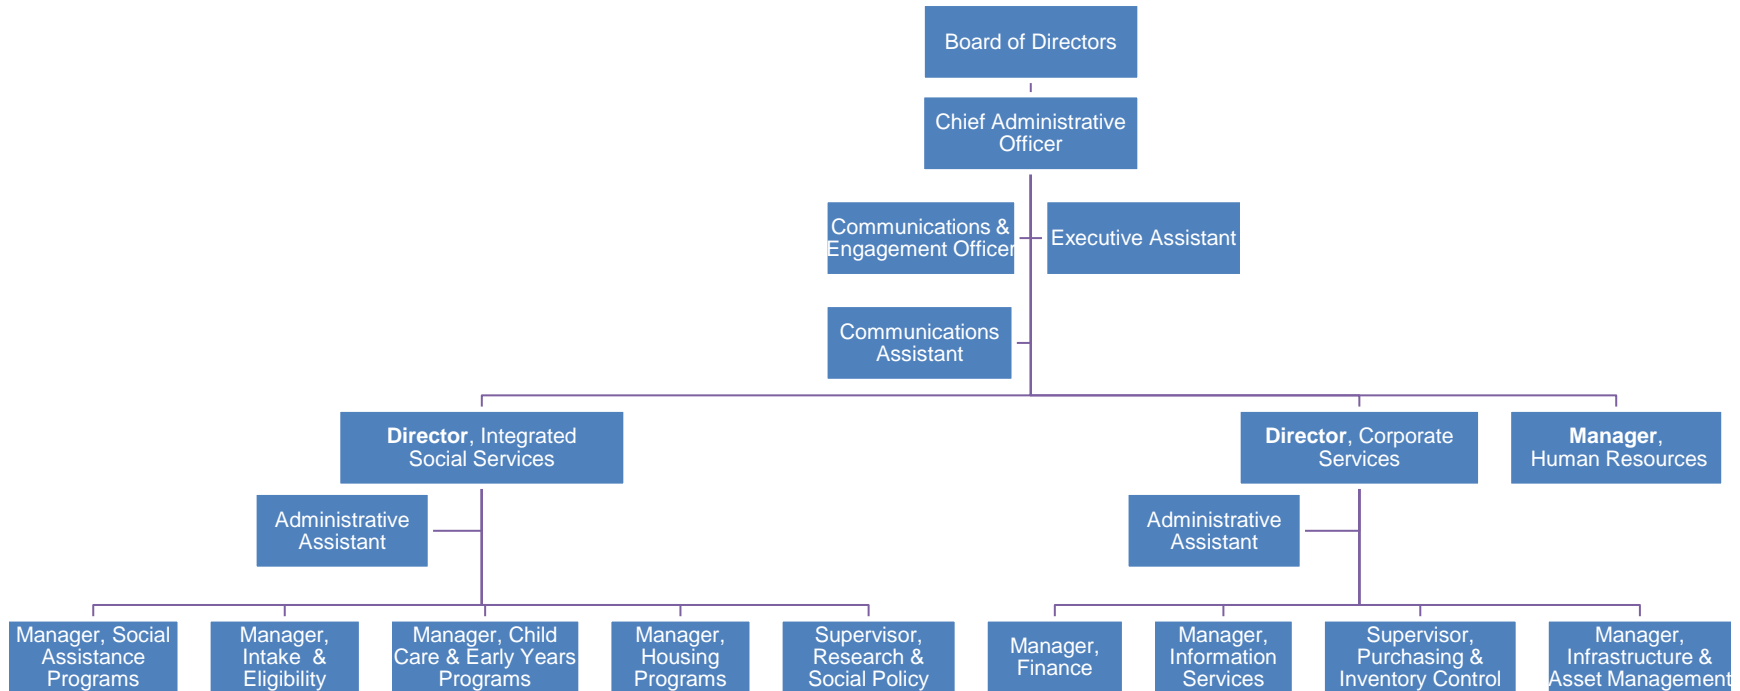 Board of Directors
Chief Administrative
Officer
Communications &
Engagement Officer
Executive Assistant
Communications
Assistant
Director, Integrated
Social Services
Director, Corporate
Services
Manager,
Human Resources
Administrative
Assistant
Administrative
Assistant
Manager, Social
Assistance
Programs
Manager,
Intake & 
Eligibility
Manager, Child
Care & Early Years
Programs
Manager,
Housing
Programs
Supervisor,
Research &
Social Policy
Manager,
Finance
Manager,
Information
Services
Supervisor,
Purchasing &
Inventory Control
Manager,
Infrastructure &
Asset Management